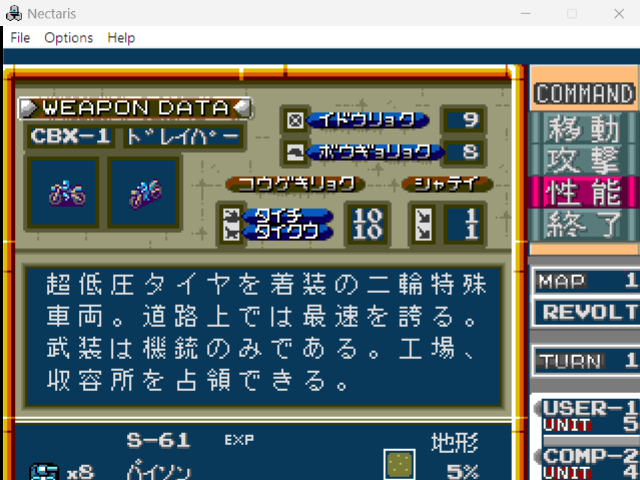 Nectaris
File Options Help
WEAPON DATA
CBX-1 ドレイバー
イドウリョク 9
ボウギョリョク 8
コウゲキリョク シャテイ
タイチ 10 1
タイクウ 10 1
超低圧タイヤを着装の二輪特殊
車両。道路上では最速を誇る。
武装は機銃のみである。工場、
収容所を占領できる。
S-61 EXP 地形
x8 バイソン 5%
COMMAND
移動
攻撃
性能
終了
MAP 1
REVOLT
TURN 1
USER-1
UNIT 5
COMP-2
UNIT 4